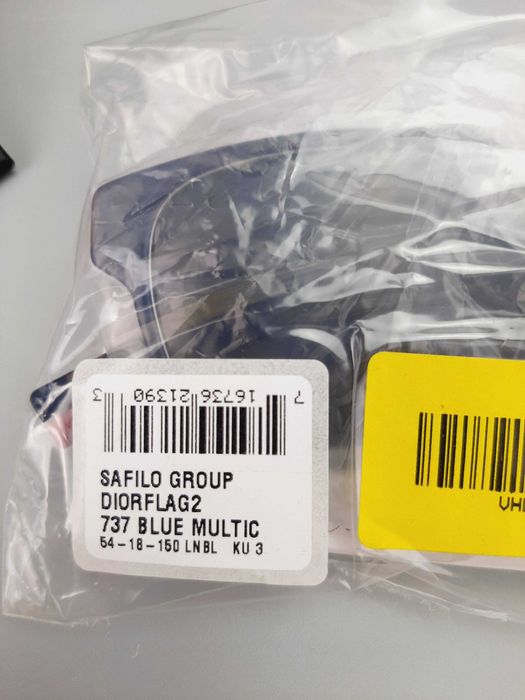 7 16736 21390 3
SAFILO GROUP
DIORFLAG2
737 BLUE MULTIC
54-18-150 LNBL KU 3